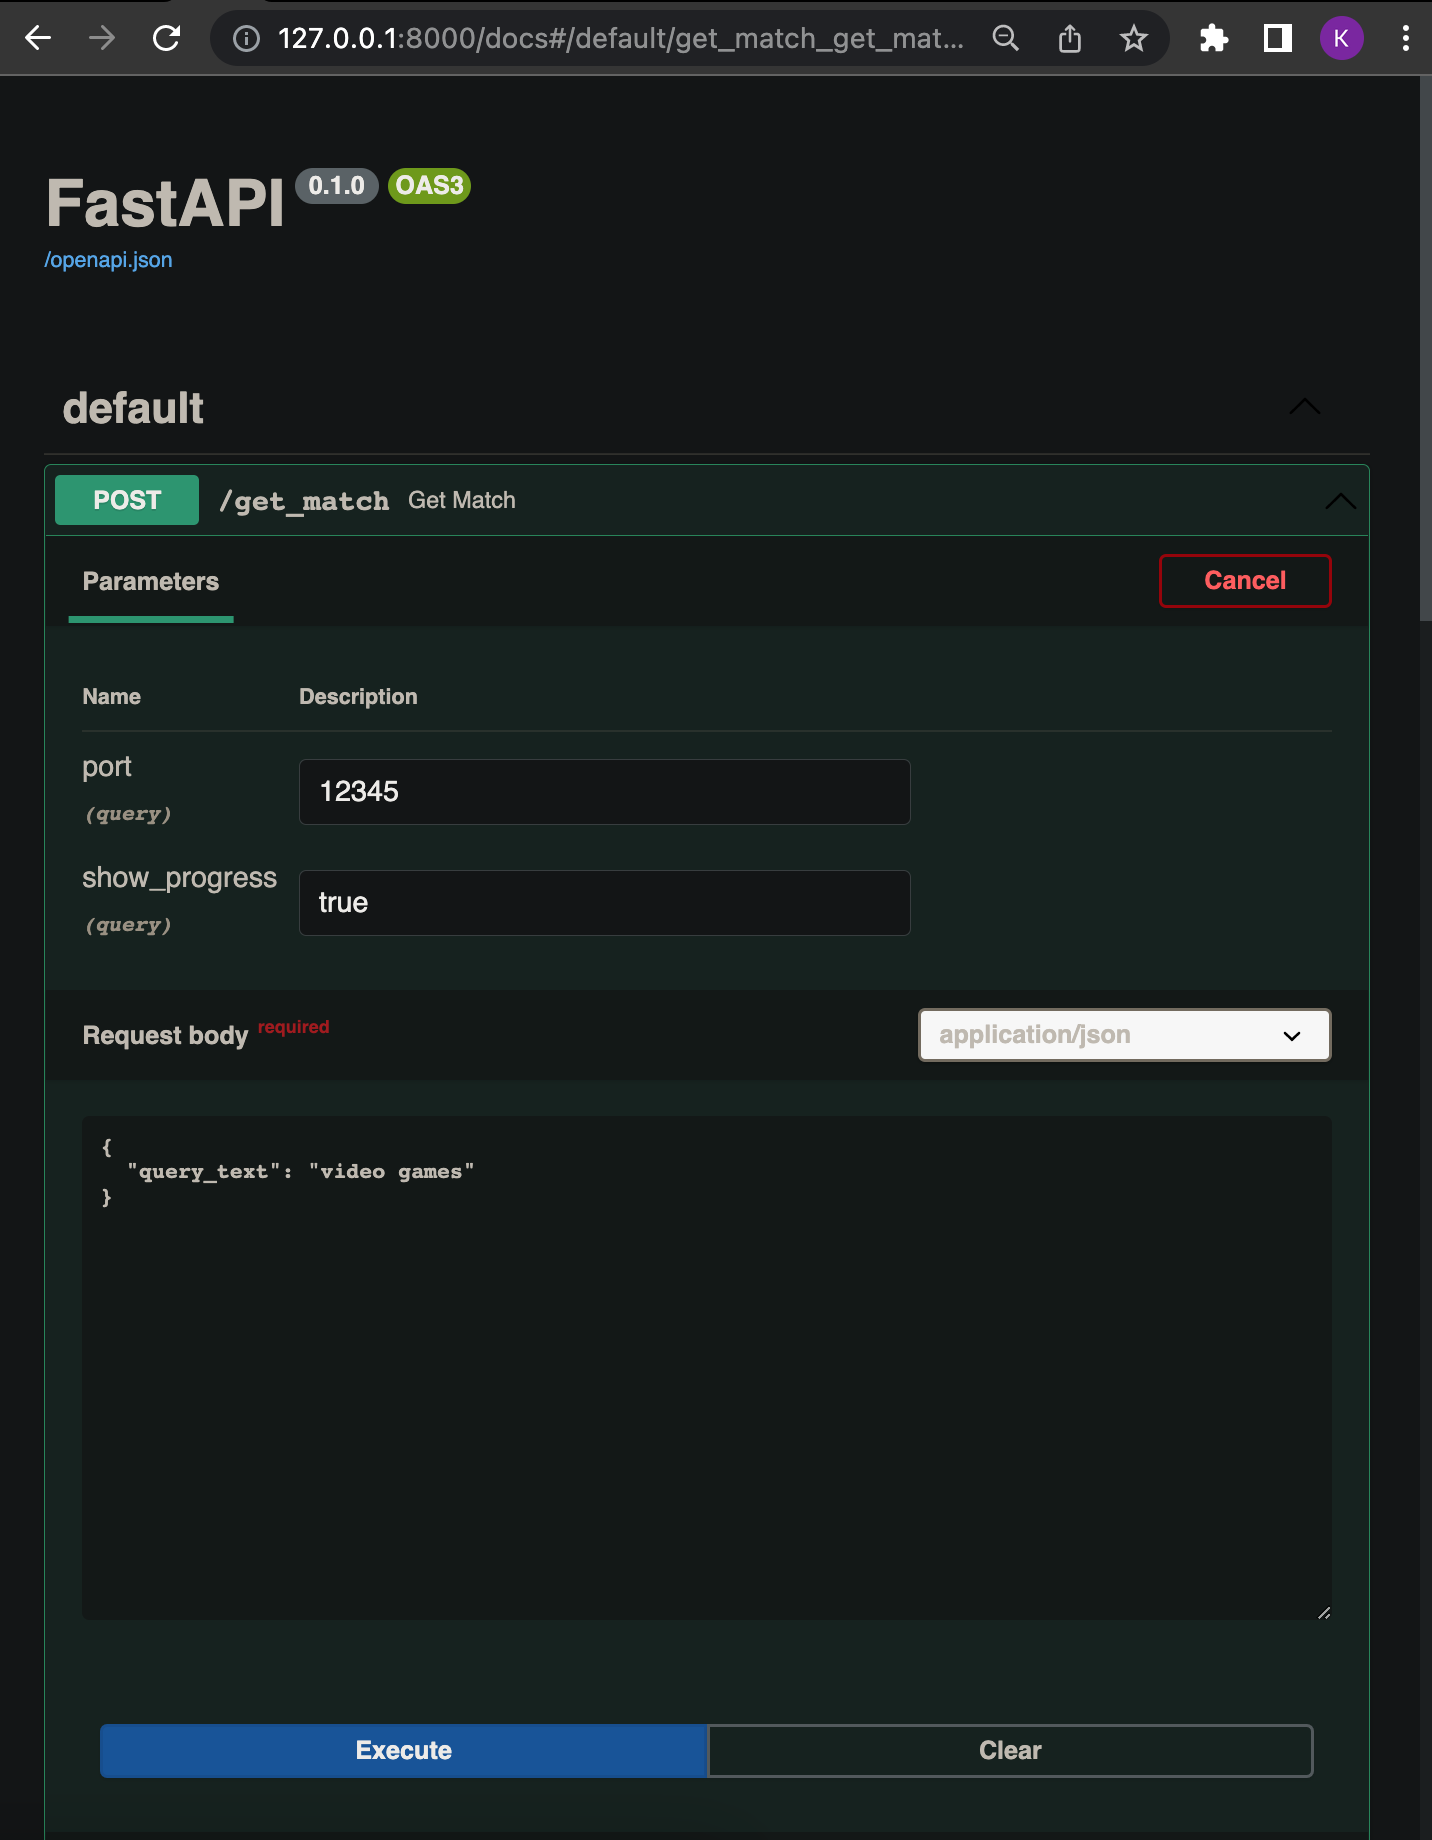 127.0.0.1:8000/docs#/default/get_match_get_mat...
K
FastAPI 0.1.0 OAS3
/openapi.json
default
POST /get_match Get Match
Parameters
Cancel
Name Description
port
12345
(query)
show_progress
true
(query)
Request body required
application/json
{
"query_text": "video games"
}
Execute Clear